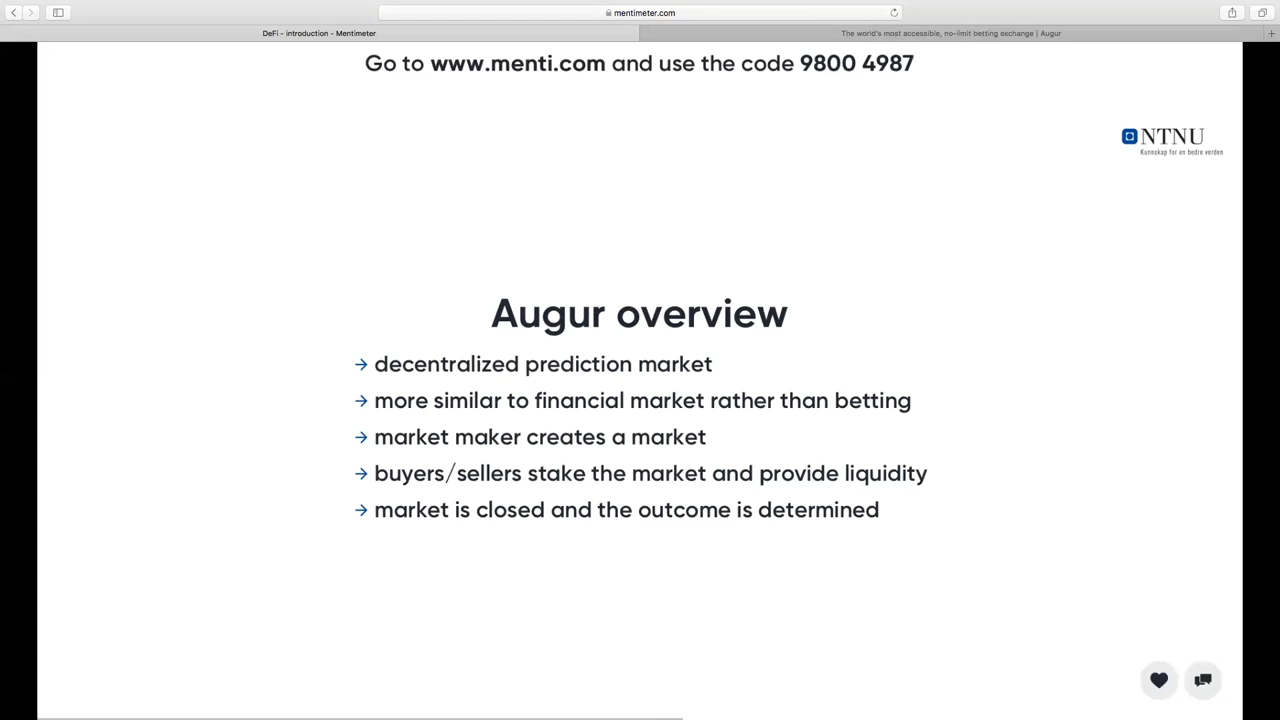 mentimeter.com
DeFi - introduction - Mentimeter
The world's most accessible, no-limit betting exchange | Augur
Go to www.menti.com and use the code 9800 4987
NTNU
Kunnskap for en bedre verden
Augur overview
→ decentralized prediction market
→ more similar to financial market rather than betting
→ market maker creates a market
→ buyers/sellers stake the market and provide liquidity
→ market is closed and the outcome is determined